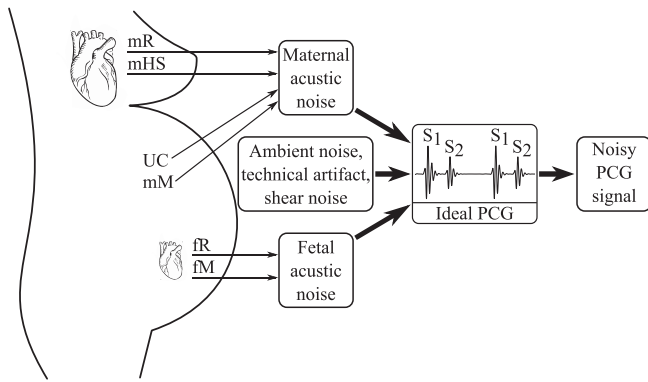 mR
mHS
UC
mM
Maternal
acustic
noise
Ambient noise,
technical artifact,
shear noise
fR
fM
Fetal
acustic
noise
S1 S2 S1 S2
Ideal PCG
Noisy
PCG
signal